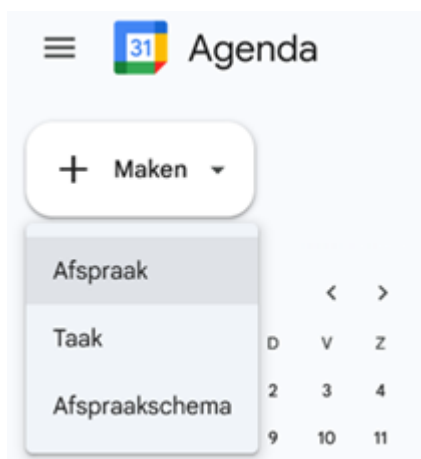 31 Agenda
+ Maken
Afspraak
< >
Taak
D V Z
2 3 4
Afspraakschema
9 10 11